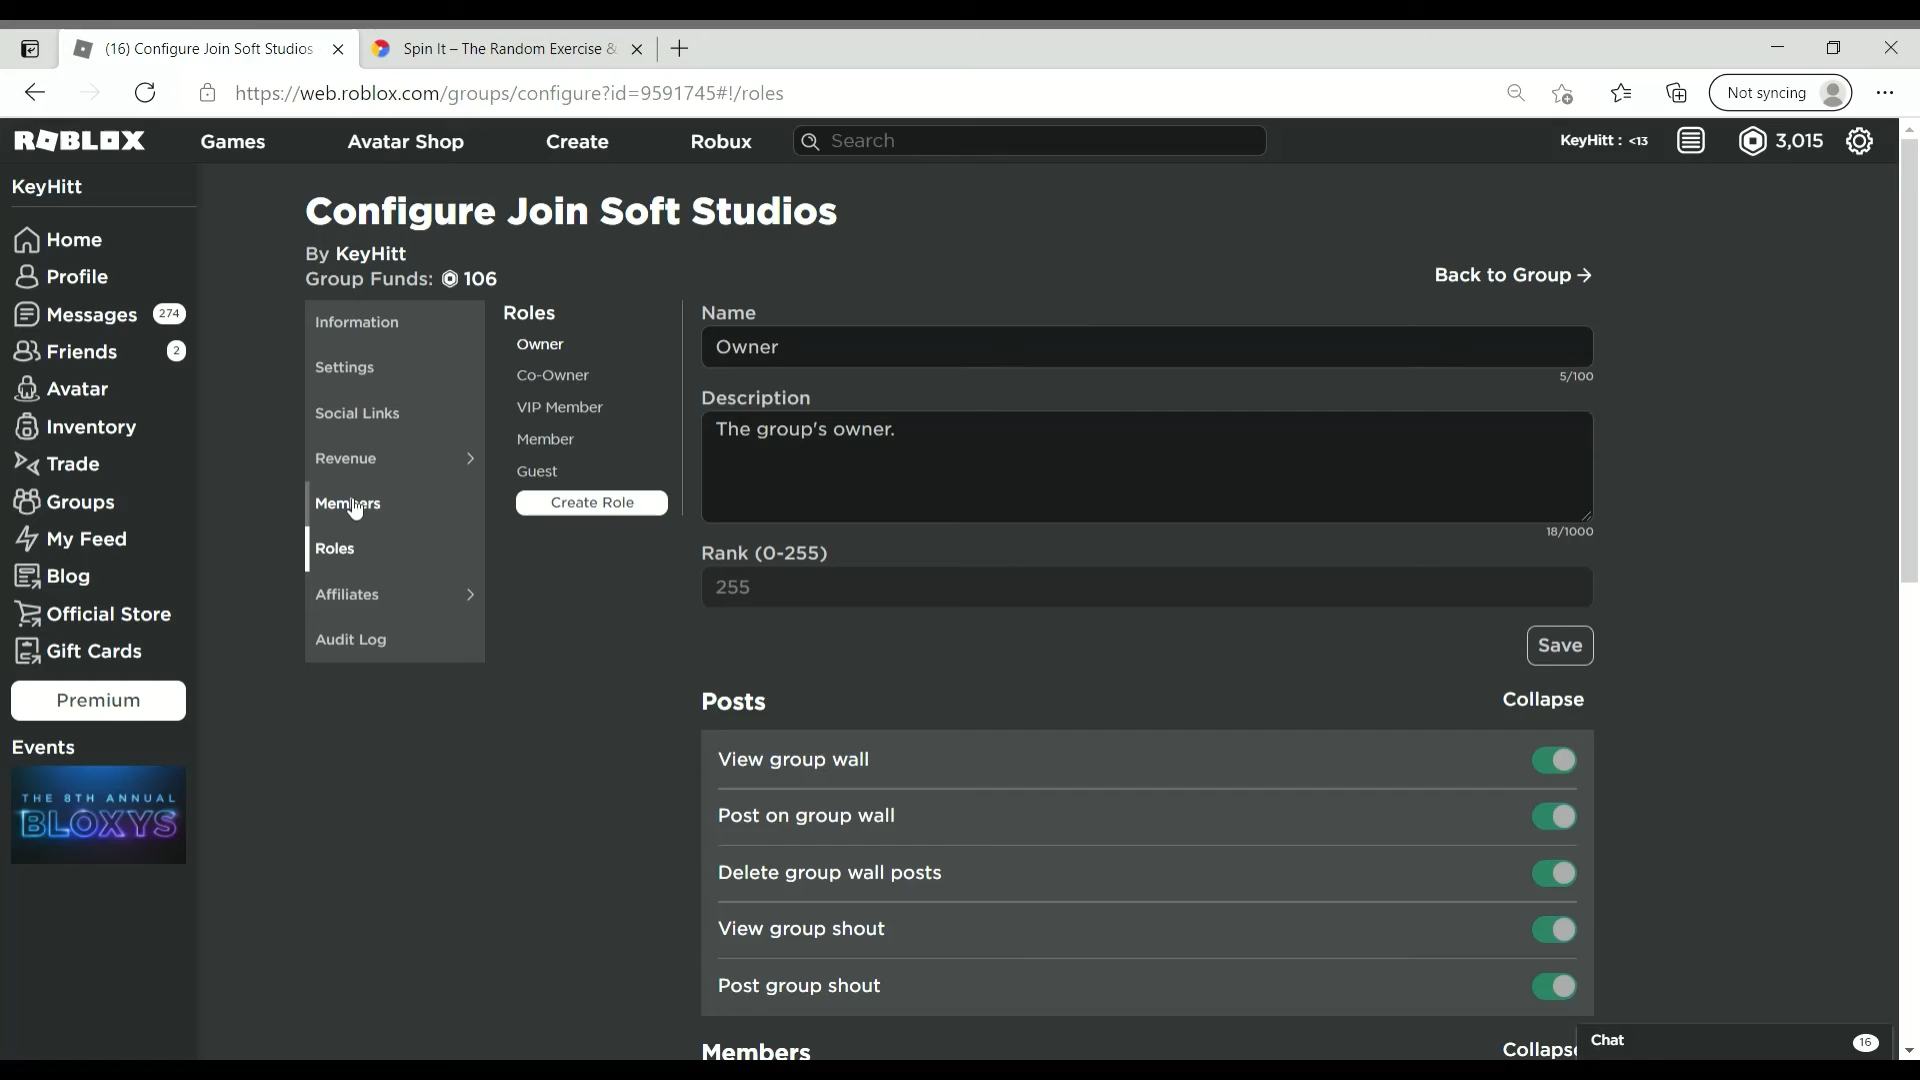 (16) Configure Join Soft Studios
Spin It – The Random Exercise &
https://web.roblox.com/groups/configure?id=9591745#!/roles
Not syncing
ROBLOX
Games
Avatar Shop
Create
Robux
Search
KeyHitt : <13
3,015
KeyHitt
Home
Profile
Messages 274
Friends 2
Avatar
Inventory
Trade
Groups
My Feed
Blog
Official Store
Gift Cards
Premium
Events
THE 8TH ANNUAL
BLOXYS
Configure Join Soft Studios
By KeyHitt
Group Funds: 106
Back to Group
Information
Settings
Social Links
Revenue
Members
Roles
Affiliates
Audit Log
Roles
Owner
Co-Owner
VIP Member
Member
Guest
Create Role
Name
Owner
5/100
Description
The group's owner.
18/1000
Rank (0-255)
255
Save
Posts
Collapse
View group wall
Post on group wall
Delete group wall posts
View group shout
Post group shout
Members
Collapse
Chat
16